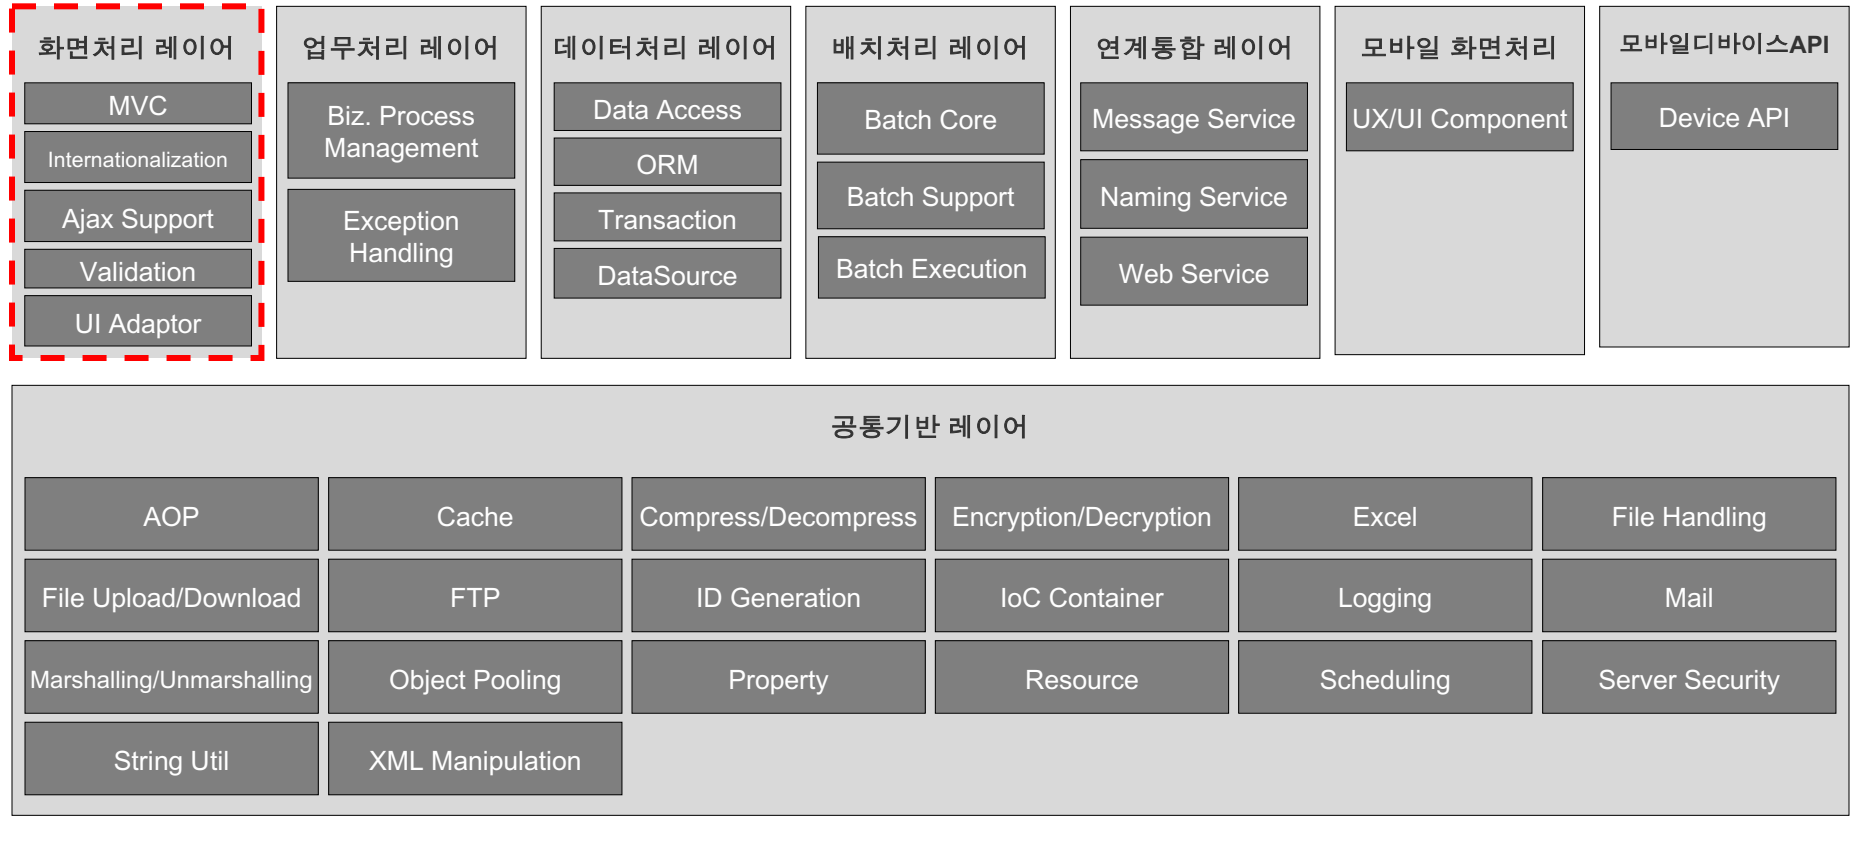 화면처리 레이어
MVC
Internationalization
Ajax Support
Validation
UI Adaptor
업무처리 레이어
Biz. Process
Management
Exception
Handling
데이터처리 레이어
Data Access
ORM
Transaction
DataSource
배치처리 레이어
Batch Core
Batch Support
Batch Execution
연계통합 레이어
Message Service
Naming Service
Web Service
모바일 화면처리
UX/UI Component
모바일디바이스API
Device API
공통기반 레이어
AOP
Cache
Compress/Decompress
Encryption/Decryption
Excel
File Handling
File Upload/Download
FTP
ID Generation
IoC Container
Logging
Mail
Marshalling/Unmarshalling
Object Pooling
Property
Resource
Scheduling
Server Security
String Util
XML Manipulation